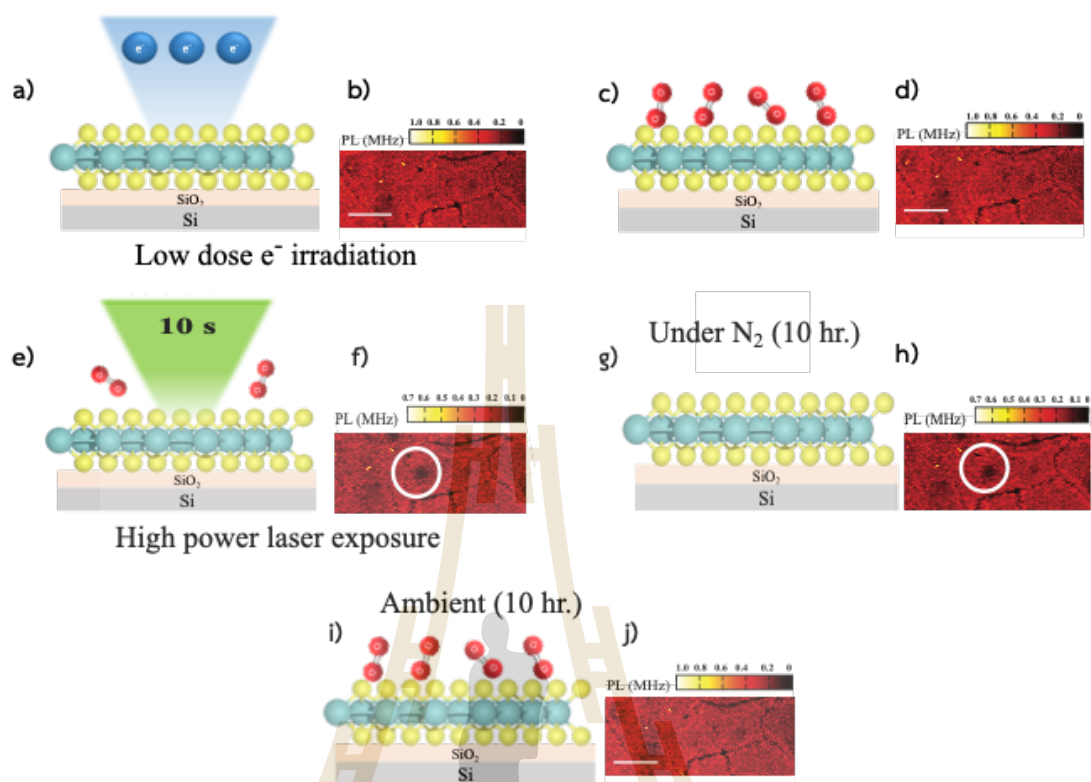 e⁻ e⁻ e⁻
a)
b)
PL (MHz) 1.0 0.8 0.6 0.4 0.2 0
SiO₂
Si
c)
O O O O
O O O O
d)
PL (MHz) 1.0 0.8 0.6 0.4 0.2 0
SiO₂
Si
Low dose e⁻ irradiation
10 s
e)
O O
O O
f)
PL (MHz) 0.7 0.6 0.5 0.4 0.3 0.2 0.1 0
SiO₂
Si
High power laser exposure
Under N₂ (10 hr.)
g)
h)
PL (MHz) 0.7 0.6 0.5 0.4 0.3 0.2 0.1 0
SiO₂
Si
Ambient (10 hr.)
i)
O O O O
O O O O
j)
PL (MHz) 1.0 0.8 0.6 0.4 0.2 0
SiO₂
Si